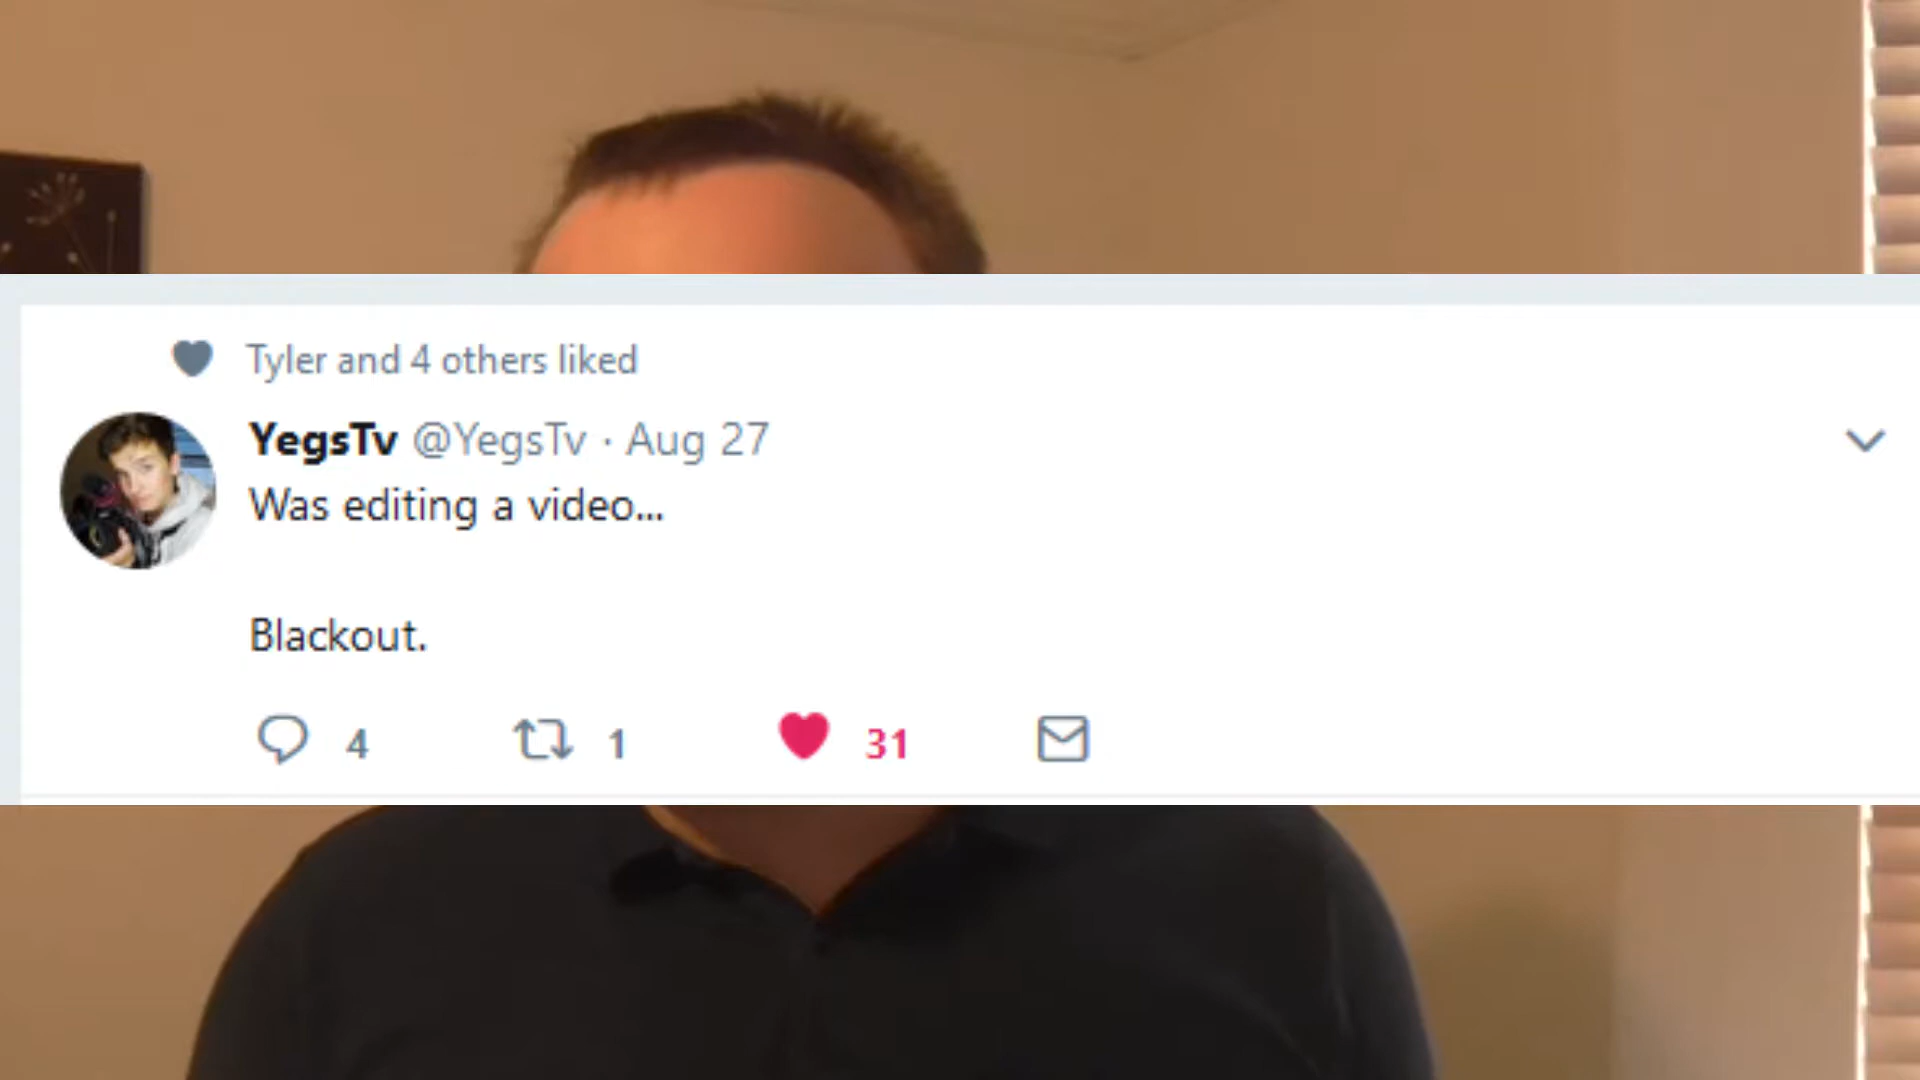 Tyler and 4 others liked
YegsTv @YegsTv · Aug 27
Was editing a video...
Blackout.
4 1 31